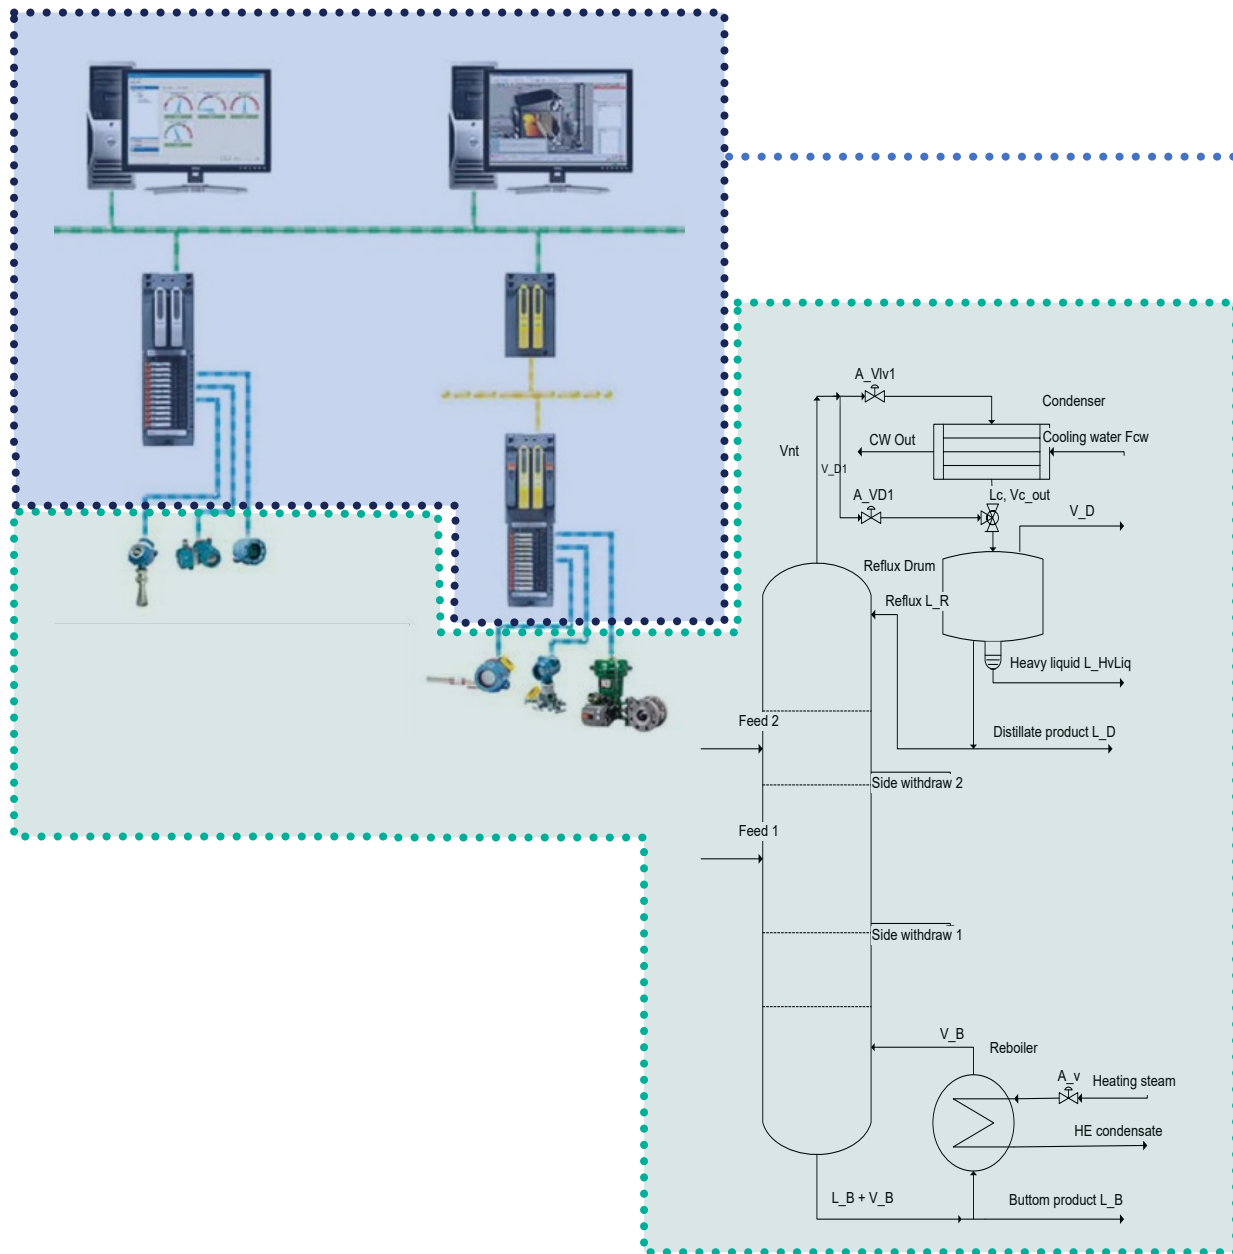 A_Vlv1
Condenser
CW Out
Cooling water Fcw
Vnt
V_D1
A_VD1
Lc, Vc_out
V_D
Reflux Drum
Reflux L_R
Heavy liquid L_HvLiq
Feed 2
Distillate product L_D
Side withdraw 2
Feed 1
Side withdraw 1
V_B
Reboiler
A_v
Heating steam
HE condensate
L_B + V_B
Buttom product L_B